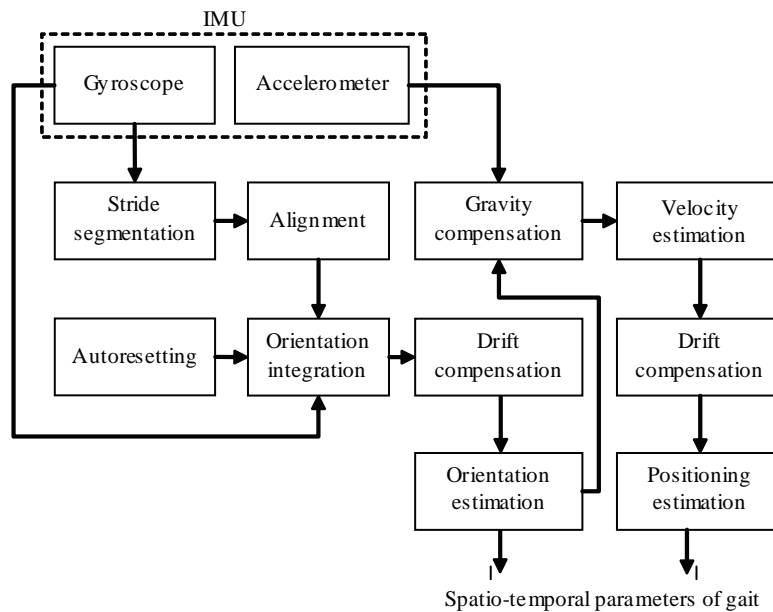 IMU
Gyroscope
Accelerometer
Stride
segmentation
Alignment
Gravity
compensation
Velocity
estimation
Autoresetting
Orientation
integration
Drift
compensation
Drift
compensation
Orientation
estimation
Positioning
estimation
Spatio-temporal parameters of gait